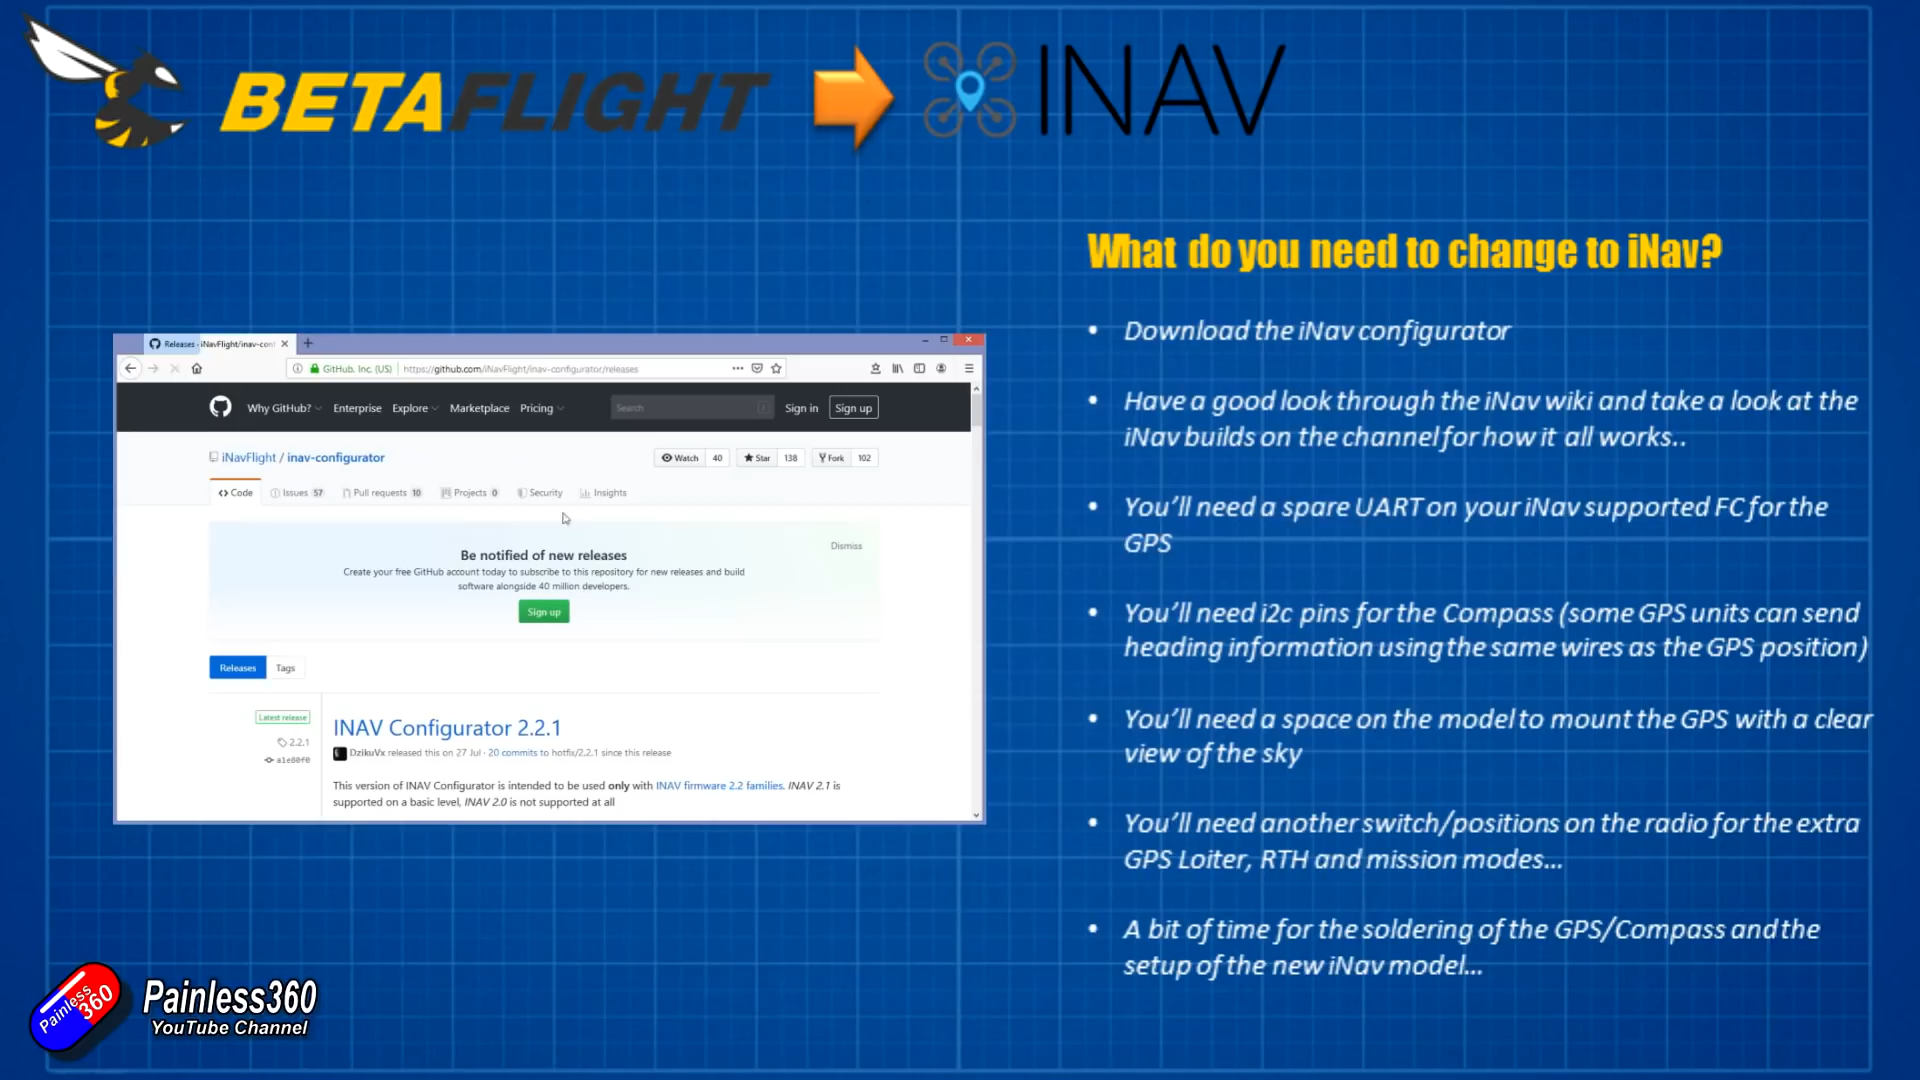 BETAFLIGHT
INAV
What do you need to change to iNav?
• Download the iNav configurator
• Have a good look through the iNav wiki and take a look at the
iNav builds on the channel for how it all works..
• You'll need a spare UART on your iNav supported FC for the
GPS
• You'll need i2c pins for the Compass (some GPS units can send
heading information using the same wires as the GPS position)
• You'll need a space on the model to mount the GPS with a clear
view of the sky
• You'll need another switch/positions on the radio for the extra
GPS Loiter, RTH and mission modes...
• A bit of time for the soldering of the GPS/Compass and the
setup of the new iNav model...
Releases · iNavFlight/inav-conf
GitHub, Inc. (US) https://github.com/iNavFlight/inav-configurator/releases
Why GitHub? Enterprise Explore Marketplace Pricing Search Sign in Sign up
iNavFlight / inav-configurator Watch 40 Star 138 Fork 102
Code Issues 57 Pull requests 10 Projects 0 Security Insights
Be notified of new releases
Dismiss
Create your free GitHub account today to subscribe to this repository for new releases and build
software alongside 40 million developers.
Sign up
Releases Tags
Latest release
2.2.1
a1e80f0
INAV Configurator 2.2.1
DzikuVx released this on 27 Jul · 20 commits to hotfix/2.2.1 since this release
This version of INAV Configurator is intended to be used only with INAV firmware 2.2 families. INAV 2.1 is
supported on a basic level, INAV 2.0 is not supported at all
Painless
360
Painless360
YouTube Channel